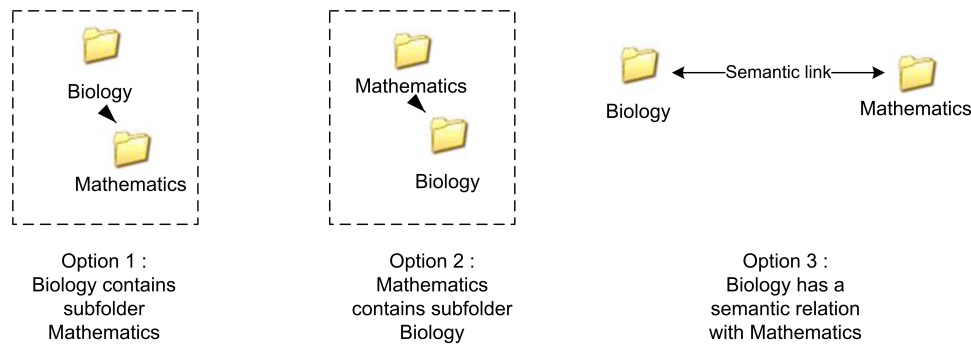 Biology
Mathematics
Option 1 :
Biology contains
subfolder
Mathematics
Mathematics
Biology
Option 2 :
Mathematics
contains subfolder
Biology
Biology
Semantic link
Mathematics
Option 3 :
Biology has a
semantic relation
with Mathematics